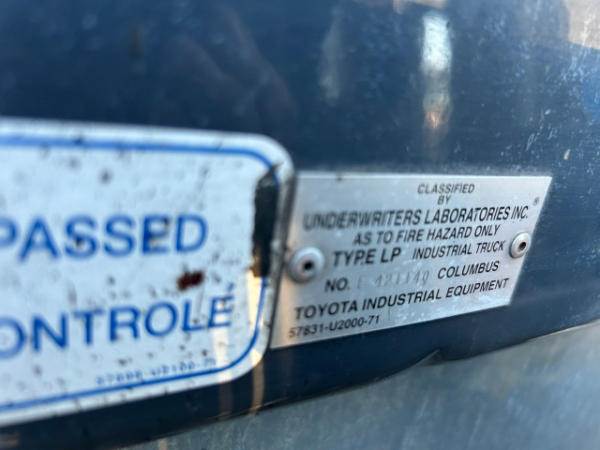 PASSED
ONTROLÉ
CLASSIFIED
BY
UNDERWRITERS LABORATORIES INC.®
AS TO FIRE HAZARD ONLY
TYPE LP INDUSTRIAL TRUCK
NO. COLUMBUS
TOYOTA INDUSTRIAL EQUIPMENT
57831-U2000-71